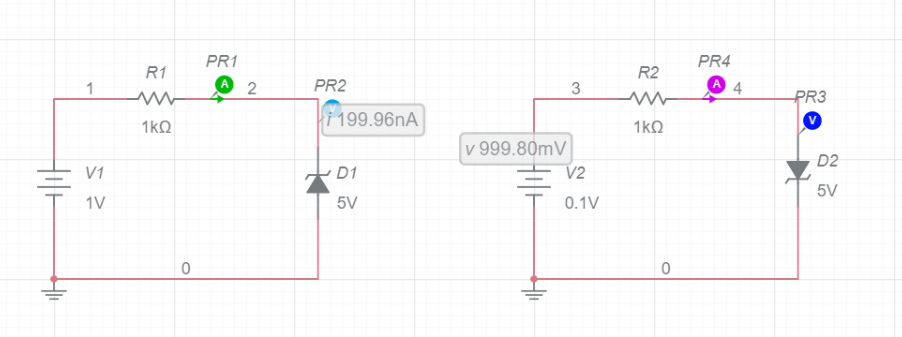 R1
PR1
1
2
PR2
A
1kΩ
i 199.96nA
V1
1V
D1
5V
0
R2
PR4
3
4
PR3
A
V
1kΩ
v 999.80mV
V2
0.1V
D2
5V
0